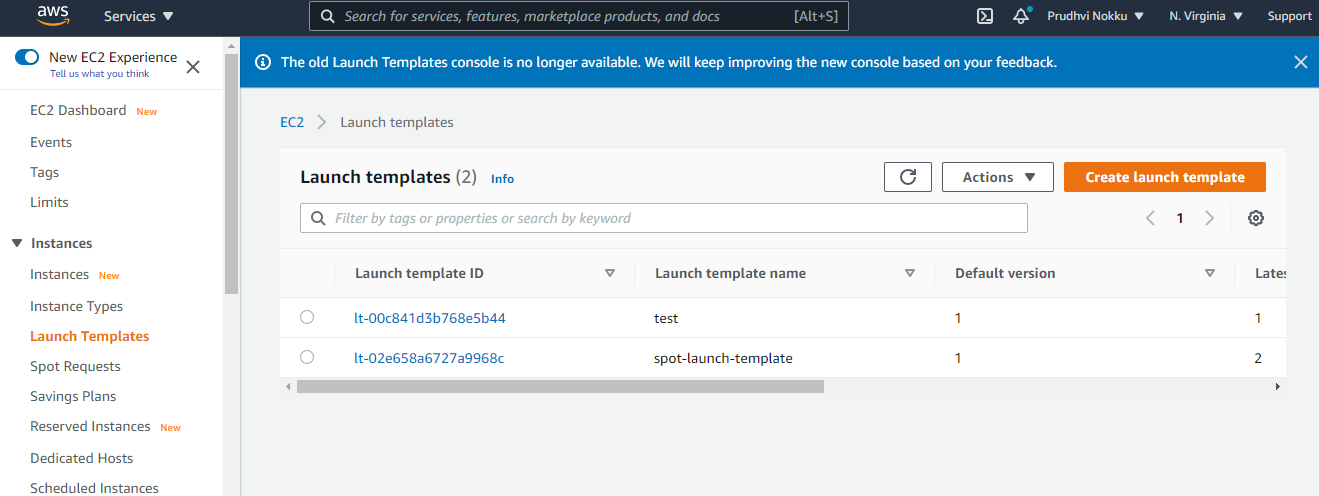 aws Services Search for services, features, marketplace products, and docs [Alt+S] Prudhvi Nokku N. Virginia Support
New EC2 Experience
Tell us what you think
EC2 Dashboard New
Events
Tags
Limits
Instances
Instances New
Instance Types
Launch Templates
Spot Requests
Savings Plans
Reserved Instances New
Dedicated Hosts
Scheduled Instances
The old Launch Templates console is no longer available. We will keep improving the new console based on your feedback.
EC2 Launch templates
Launch templates (2) Info Actions Create launch template
Filter by tags or properties or search by keyword 1
Launch template ID Launch template name Default version Lates
lt-00c841d3b768e5b44 test 1 1
lt-02e658a6727a9968c spot-launch-template 1 2